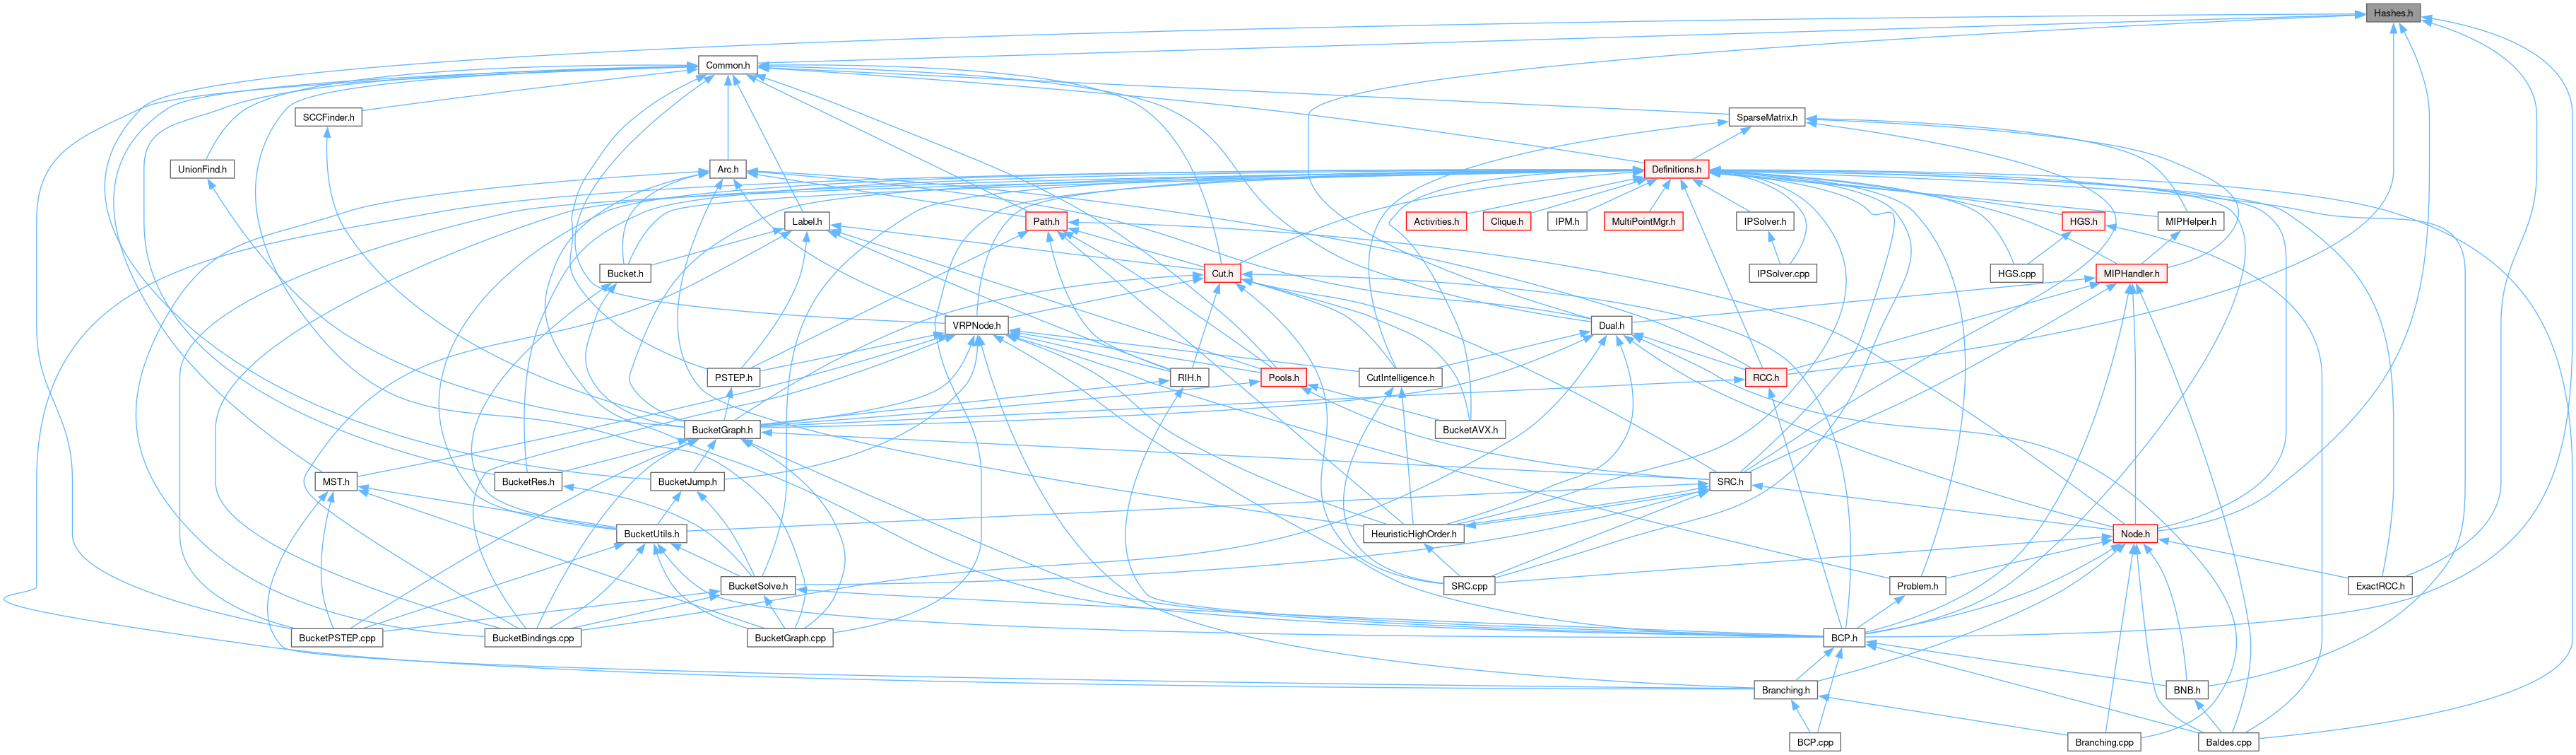 Hashes.h
Common.h
SCCFinder.h
SparseMatrix.h
UnionFind.h
Arc.h
Definitions.h
Label.h
Path.h
Activities.h
Clique.h
IPM.h
MultiPointMgr.h
IPSolver.h
HGS.h
MIPHelper.h
Bucket.h
Cut.h
IPSolver.cpp
HGS.cpp
MIPHandler.h
VRPNode.h
Dual.h
PSTEP.h
RIH.h
Pools.h
CutIntelligence.h
RCC.h
BucketGraph.h
BucketAVX.h
MST.h
BucketRes.h
BucketJump.h
SRC.h
BucketUtils.h
HeuristicHighOrder.h
Node.h
BucketSolve.h
SRC.cpp
Problem.h
ExactRCC.h
BucketPSTEP.cpp
BucketBindings.cpp
BucketGraph.cpp
BCP.h
Branching.h
BNB.h
BCP.cpp
Branching.cpp
Baldes.cpp